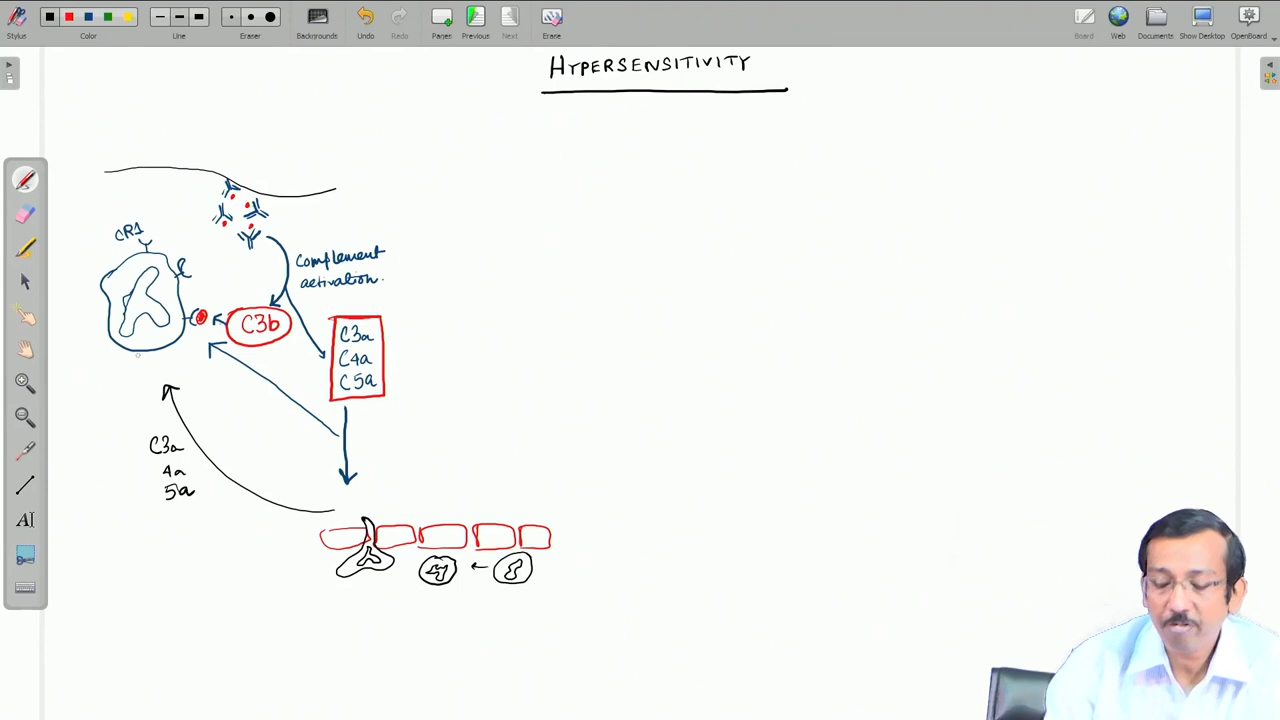 Stylus
Color
Line
Eraser
Backgrounds
Undo
Redo
Pages
Previous
Next
Erase
Board
Web
Documents
Show Desktop
OpenBoard
HYPERSENSITIVITY
CR1
Complement
activation.
C3b
C3a
C4a
C5a
C3a
4a
5a